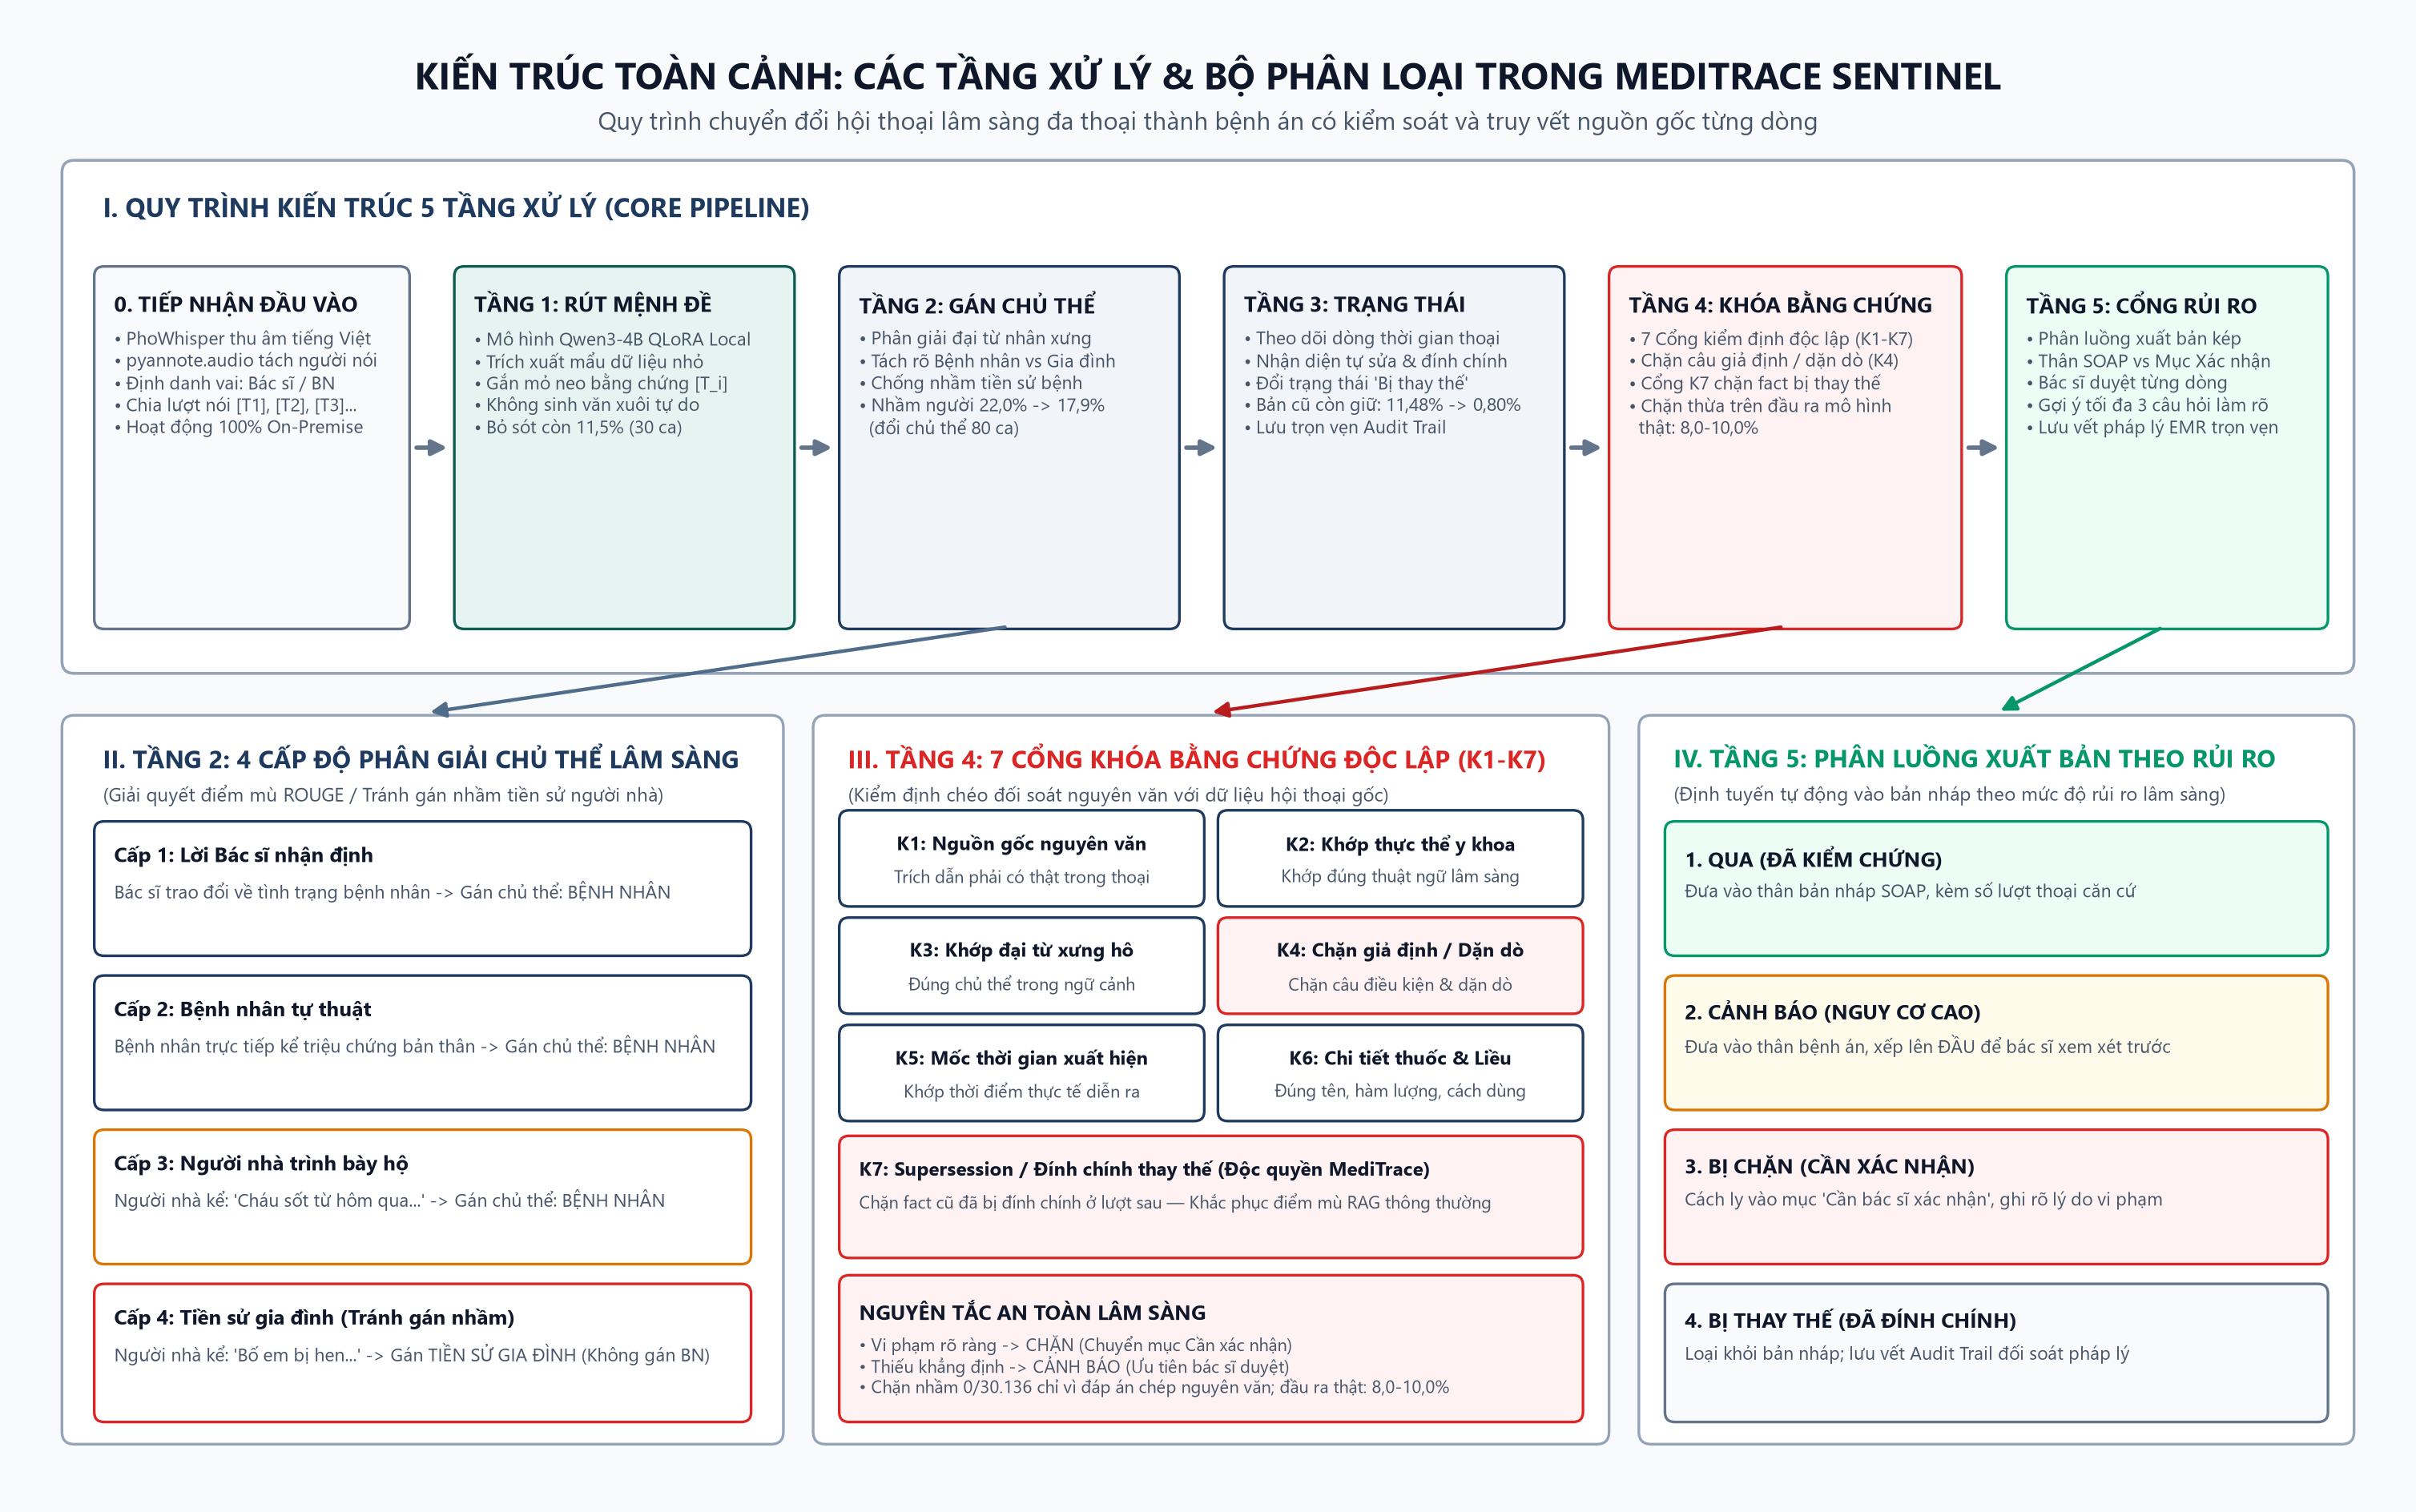 KIẾN TRÚC TOÀN CẢNH: CÁC TẦNG XỬ LÝ & BỘ PHÂN LOẠI TRONG MEDITRACE SENTINEL
Quy trình chuyển đổi hội thoại lâm sàng đa thoại thành bệnh án có kiểm soát và truy vết nguồn gốc từng dòng
I. QUY TRÌNH KIẾN TRÚC 5 TẦNG XỬ LÝ (CORE PIPELINE)
0. TIẾP NHẬN ĐẦU VÀO
• PhoWhisper thu âm tiếng Việt
• pyannote.audio tách người nói
• Định danh vai: Bác sĩ / BN
• Chia lượt nói [T1], [T2], [T3]...
• Hoạt động 100% On-Premise
TẦNG 1: RÚT MỆNH ĐỀ
• Mô hình Qwen3-4B QLoRA Local
• Trích xuất mẩu dữ liệu nhỏ
• Gắn mỏ neo bằng chứng [T_i]
• Không sinh văn xuôi tự do
• Bỏ sót còn 11,5% (30 ca)
TẦNG 2: GÁN CHỦ THỂ
• Phân giải đại từ nhân xưng
• Tách rõ Bệnh nhân vs Gia đình
• Chống nhầm tiền sử bệnh
• Nhầm người 22,0% -> 17,9%
(đổi chủ thể 80 ca)
TẦNG 3: TRẠNG THÁI
• Theo dõi dòng thời gian thoại
• Nhận diện tự sửa & đính chính
• Đổi trạng thái 'Bị thay thế'
• Bản cũ còn giữ: 11,48% -> 0,80%
• Lưu trọn vẹn Audit Trail
TẦNG 4: KHÓA BẰNG CHỨNG
• 7 Cổng kiểm định độc lập (K1-K7)
• Chặn câu giả định / dặn dò (K4)
• Cổng K7 chặn fact bị thay thế
• Chặn thừa trên đầu ra mô hình
thật: 8,0-10,0%
TẦNG 5: CỔNG RỦI RO
• Phân luồng xuất bản kép
• Thân SOAP vs Mục Xác nhận
• Bác sĩ duyệt từng dòng
• Gợi ý tối đa 3 câu hỏi làm rõ
• Lưu vết pháp lý EMR trọn vẹn
II. TẦNG 2: 4 CẤP ĐỘ PHÂN GIẢI CHỦ THỂ LÂM SÀNG
(Giải quyết điểm mù ROUGE / Tránh gán nhầm tiền sử người nhà)
Cấp 1: Lời Bác sĩ nhận định
Bác sĩ trao đổi về tình trạng bệnh nhân -> Gán chủ thể: BỆNH NHÂN
Cấp 2: Bệnh nhân tự thuật
Bệnh nhân trực tiếp kể triệu chứng bản thân -> Gán chủ thể: BỆNH NHÂN
Cấp 3: Người nhà trình bày hộ
Người nhà kể: 'Cháu sốt từ hôm qua...' -> Gán chủ thể: BỆNH NHÂN
Cấp 4: Tiền sử gia đình (Tránh gán nhầm)
Người nhà kể: 'Bố em bị hen...' -> Gán TIỀN SỬ GIA ĐÌNH (Không gán BN)
III. TẦNG 4: 7 CỔNG KHÓA BẰNG CHỨNG ĐỘC LẬP (K1-K7)
(Kiểm định chéo đối soát nguyên văn với dữ liệu hội thoại gốc)
K1: Nguồn gốc nguyên văn
Trích dẫn phải có thật trong thoại
K2: Khớp thực thể y khoa
Khớp đúng thuật ngữ lâm sàng
K3: Khớp đại từ xưng hô
Đúng chủ thể trong ngữ cảnh
K4: Chặn giả định / Dặn dò
Chặn câu điều kiện & dặn dò
K5: Mốc thời gian xuất hiện
Khớp thời điểm thực tế diễn ra
K6: Chi tiết thuốc & Liều
Đúng tên, hàm lượng, cách dùng
K7: Supersession / Đính chính thay thế (Độc quyền MediTrace)
Chặn fact cũ đã bị đính chính ở lượt sau — Khắc phục điểm mù RAG thông thường
NGUYÊN TẮC AN TOÀN LÂM SÀNG
• Vi phạm rõ ràng -> CHẶN (Chuyển mục Cần xác nhận)
• Thiếu khẳng định -> CẢNH BÁO (Ưu tiên bác sĩ duyệt)
• Chặn nhầm 0/30.136 chỉ vì đáp án chép nguyên văn; đầu ra thật: 8,0-10,0%
IV. TẦNG 5: PHÂN LUỒNG XUẤT BẢN THEO RỦI RO
(Định tuyến tự động vào bản nháp theo mức độ rủi ro lâm sàng)
1. QUA (ĐÃ KIỂM CHỨNG)
Đưa vào thân bản nháp SOAP, kèm số lượt thoại căn cứ
2. CẢNH BÁO (NGUY CƠ CAO)
Đưa vào thân bệnh án, xếp lên ĐẦU để bác sĩ xem xét trước
3. BỊ CHẶN (CẦN XÁC NHẬN)
Cách ly vào mục 'Cần bác sĩ xác nhận', ghi rõ lý do vi phạm
4. BỊ THAY THẾ (ĐÃ ĐÍNH CHÍNH)
Loại khỏi bản nháp; lưu vết Audit Trail đối soát pháp lý